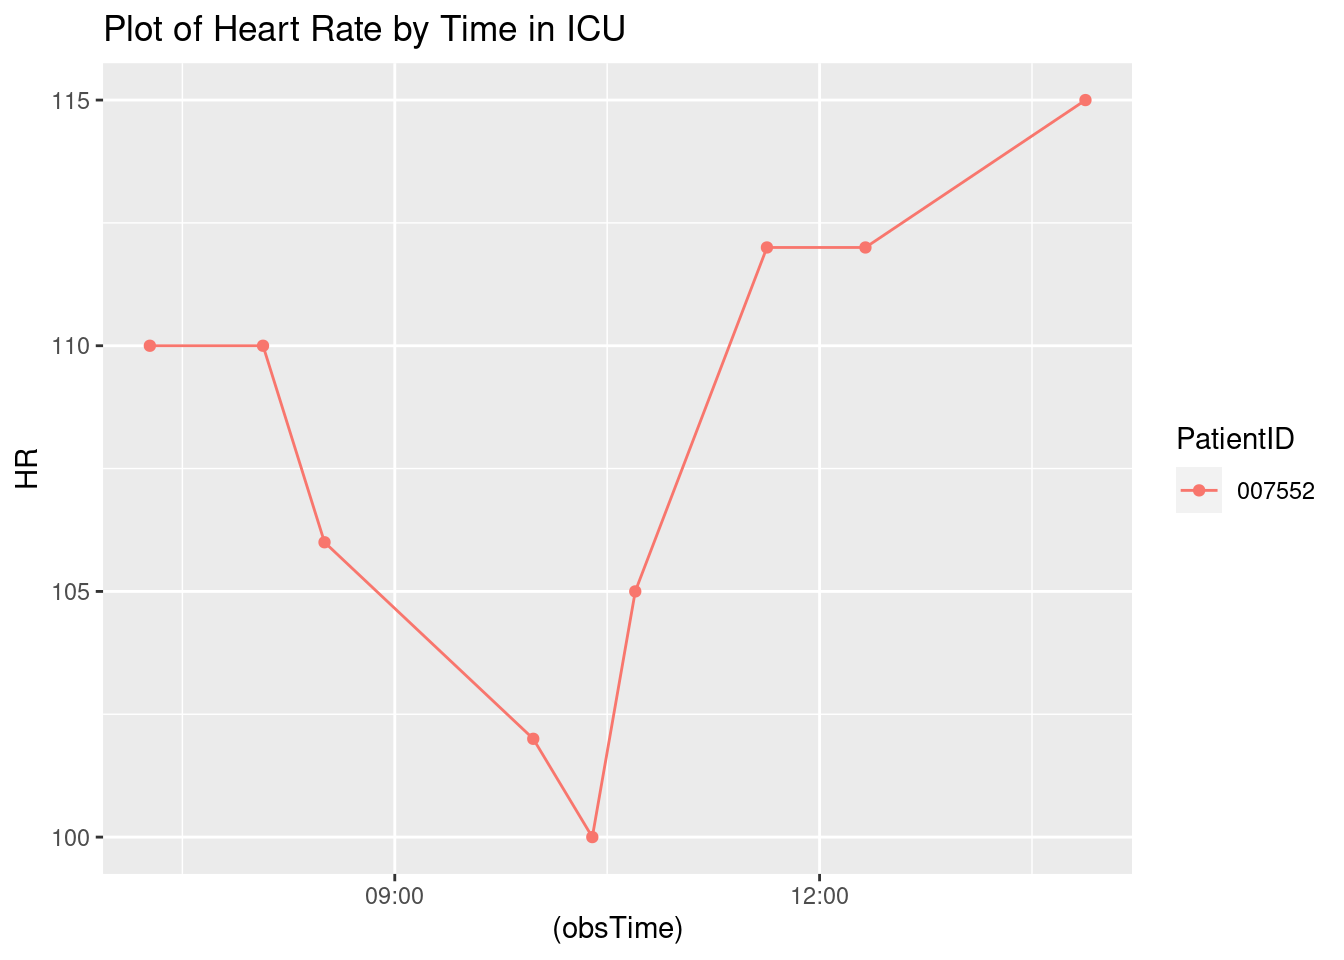 Plot of Heart Rate by Time in ICU
115
110
105
100
HR
09:00
12:00
(obsTime)
PatientID
007552